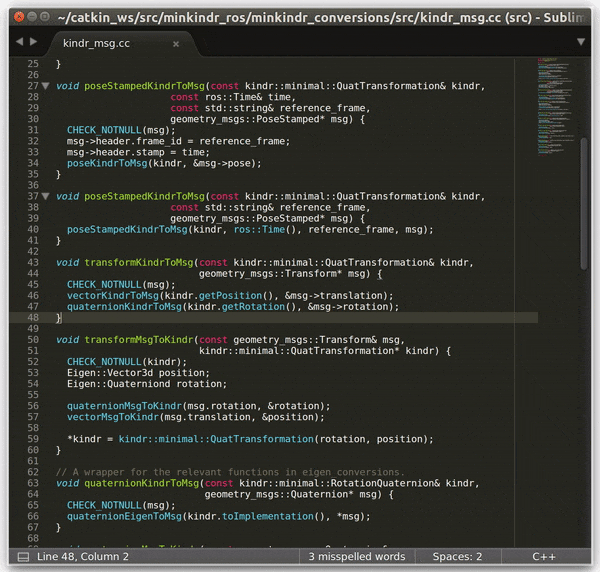 ~/catkin_ws/src/minkindr_ros/minkindr_conversions/src/kindr_msg.cc (src) - Sublim
kindr_msg.cc
25 }
26
27 void poseStampedKindrToMsg(const kindr::minimal::QuatTransformation& kindr,
28 const ros::Time& time,
29 const std::string& reference_frame,
30 geometry_msgs::PoseStamped* msg) {
31 CHECK_NOTNULL(msg);
32 msg->header.frame_id = reference_frame;
33 msg->header.stamp = time;
34 poseKindrToMsg(kindr, &msg->pose);
35 }
36
37 void poseStampedKindrToMsg(const kindr::minimal::QuatTransformation& kindr,
38 const std::string& reference_frame,
39 geometry_msgs::PoseStamped* msg) {
40 poseStampedKindrToMsg(kindr, ros::Time(), reference_frame, msg);
41 }
42
43 void transformKindrToMsg(const kindr::minimal::QuatTransformation& kindr,
44 geometry_msgs::Transform* msg) {
45 CHECK_NOTNULL(msg);
46 vectorKindrToMsg(kindr.getPosition(), &msg->translation);
47 quaternionKindrToMsg(kindr.getRotation(), &msg->rotation);
48 }
49
50 void transformMsgToKindr(const geometry_msgs::Transform& msg,
51 kindr::minimal::QuatTransformation* kindr) {
52 CHECK_NOTNULL(kindr);
53 Eigen::Vector3d position;
54 Eigen::Quaterniond rotation;
55
56 quaternionMsgToKindr(msg.rotation, &rotation);
57 vectorMsgToKindr(msg.translation, &position);
58
59 *kindr = kindr::minimal::QuatTransformation(rotation, position);
60 }
61
62 // A wrapper for the relevant functions in eigen_conversions.
63 void quaternionKindrToMsg(const kindr::minimal::RotationQuaternion& kindr,
64 geometry_msgs::Quaternion* msg) {
65 CHECK_NOTNULL(msg);
66 quaternionEigenToMsg(kindr.toImplementation(), *msg);
67 }
68
Line 48, Column 2
3 misspelled words
Spaces: 2
C++